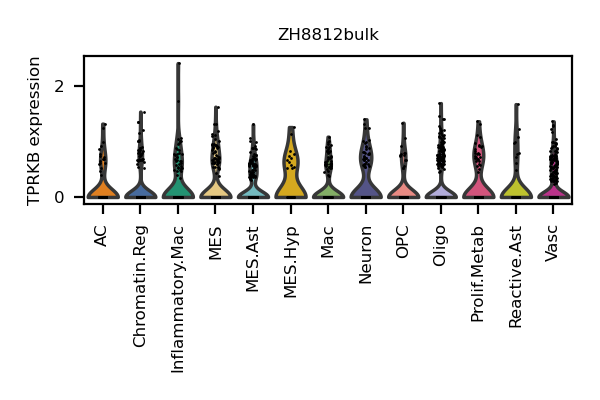 ZH8812bulk
TPRKB expression
2
0
AC
Chromatin.Reg
Inflammatory.Mac
MES
MES.Ast
MES.Hyp
Mac
Neuron
OPC
Oligo
Prolif.Metab
Reactive.Ast
Vasc